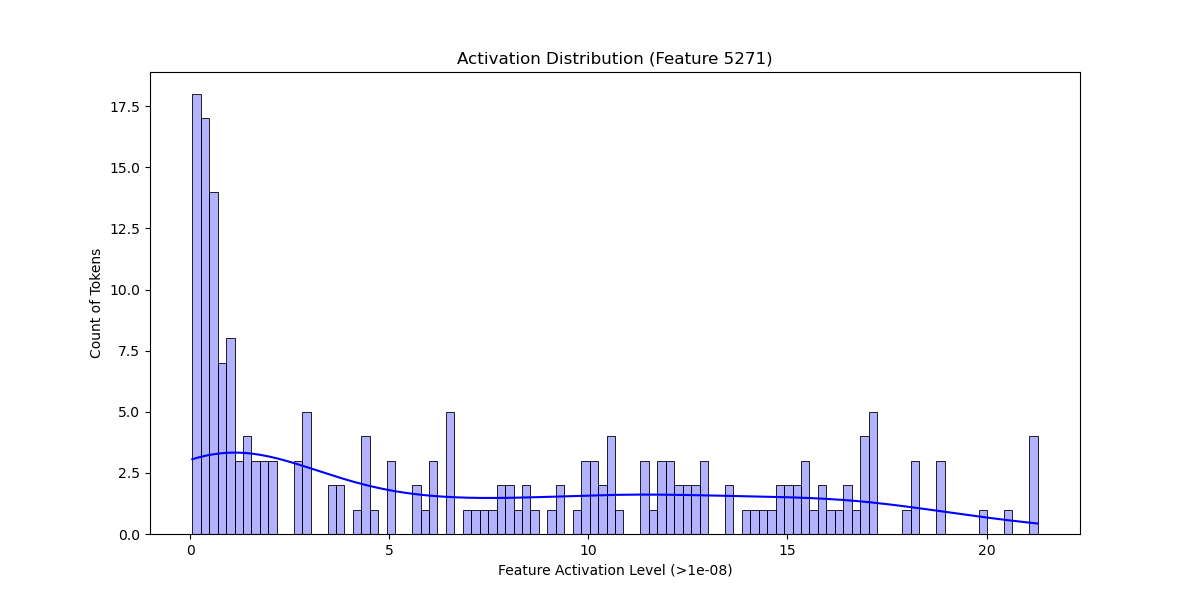 Activation Distribution (Feature 5271)
17.5
15.0
12.5
10.0
7.5
5.0
2.5
0.0
Count of Tokens
0 5 10 15 20
Feature Activation Level (>1e-08)